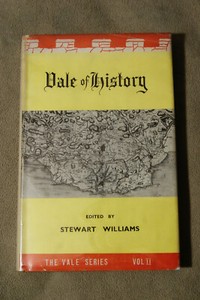 Vale of History
EDITED BY
STEWART WILLIAMS
THE VALE SERIES VOL II